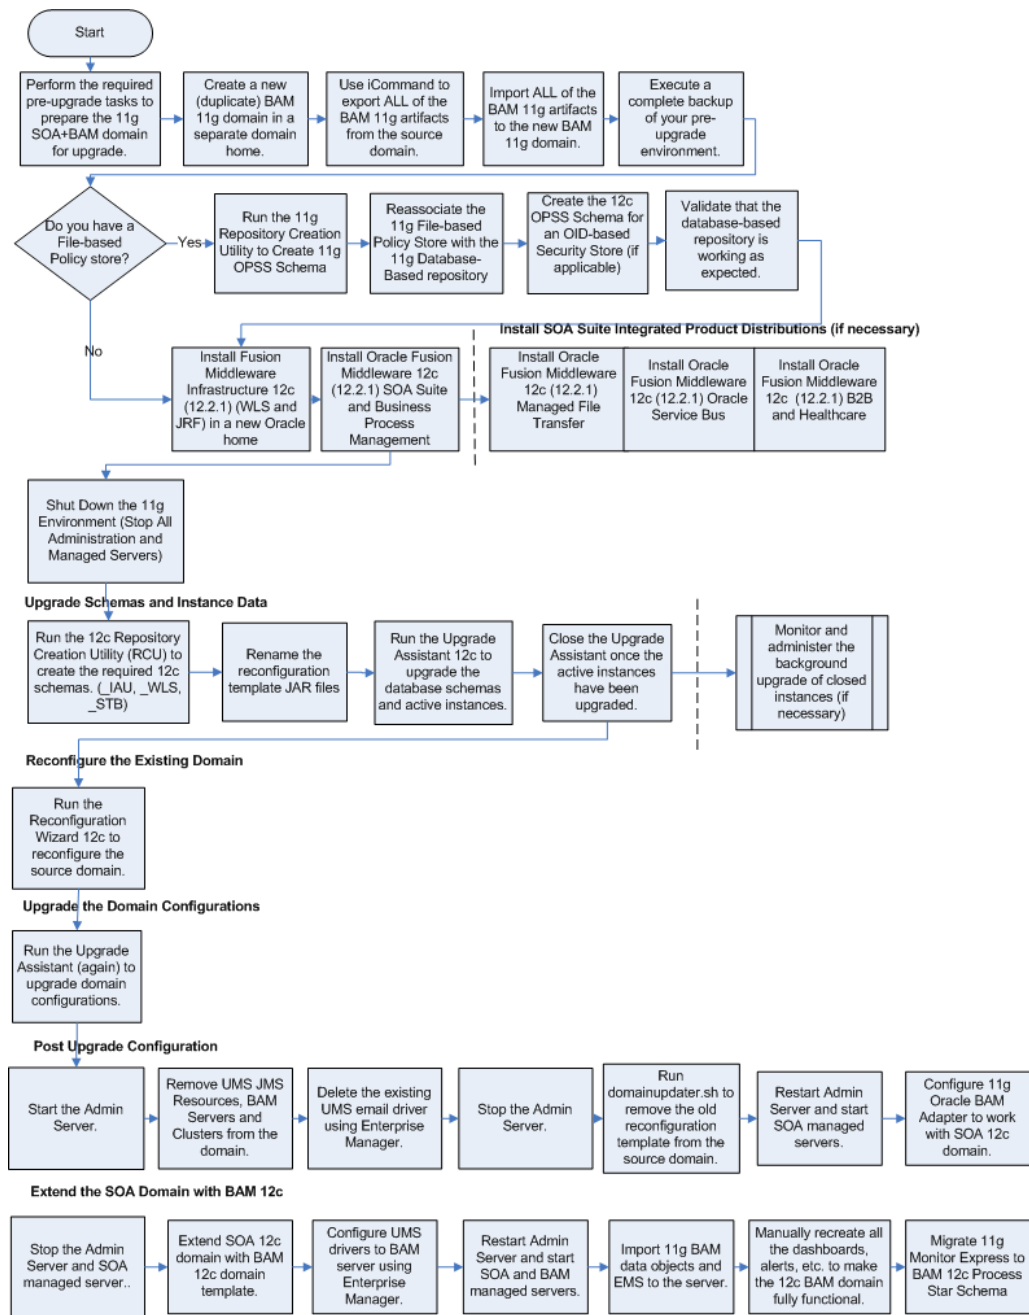 Start
Perform the required
pre-upgrade tasks to
prepare the 11g
SOA+BAM domain
for upgrade.
Create a new
(duplicate) BAM
11g domain in a
separate domain
home.
Use iCommand to
export ALL of the
BAM 11g artifacts
from the source
domain.
Import ALL of the
BAM 11g artifacts
to the new BAM
11g domain.
Execute a
complete backup
of your pre-
upgrade
environment.
Do you have a
File-based
Policy store?
Yes
Run the 11g
Repository Creation
Utility to Create 11g
OPSS Schema
Reassociate the
11g File-based
Policy Store with the
11g Database-
Based repository
Create the 12c
OPSS Schema for
an OID-based
Security Store (if
applicable)
Validate that the
database-based
repository is
working as
expected.
No
Install SOA Suite Integrated Product Distributions (if necessary)
Install Fusion
Middleware
Infrastructure 12c
(12.2.1) (WLS and
JRF) in a new Oracle
home
Install Oracle Fusion
Middleware 12c
(12.2.1) SOA Suite
and Business
Process
Management
Install Oracle
Fusion Middleware
12c (12.2.1)
Managed File
Transfer
Install Oracle
Fusion Middleware
12c (12.2.1) Oracle
Service Bus
Install Oracle
Fusion Middleware
12c (12.2.1) B2B
and Healthcare
Shut Down the 11g
Environment (Stop All
Administration and
Managed Servers)
Upgrade Schemas and Instance Data
Run the 12c Repository
Creation Utility (RCU) to
create the required 12c
schemas. (_IAU, _WLS,
_STB)
Rename the
reconfiguration
template JAR files
Run the Upgrade
Assistant 12c to
upgrade the
database schemas
and active instances.
Close the Upgrade
Assistant once the
active instances
have been
upgraded.
Monitor and
administer the
background
upgrade of closed
instances (if
necessary)
Reconfigure the Existing Domain
Run the
Reconfiguration
Wizard 12c to
reconfigure the
source domain.
Upgrade the Domain Configurations
Run the Upgrade
Assistant (again) to
upgrade domain
configurations.
Post Upgrade Configuration
Start the Admin
Server.
Remove UMS JMS
Resources, BAM
Servers and
Clusters from the
domain.
Delete the existing
UMS email driver
using Enterprise
Manager.
Stop the Admin
Server.
Run
domainupdater.sh to
remove the old
reconfiguration
template from the
source domain.
Restart Admin
Server and start
SOA managed
servers.
Configure 11g
Oracle BAM
Adapter to work
with SOA 12c
domain.
Extend the SOA Domain with BAM 12c
Stop the Admin
Server and SOA
managed server..
Extend SOA 12c
domain with BAM
12c domain
template.
Configure UMS
drivers to BAM
server using
Enterprise
Manager.
Restart Admin
Server and start
SOA and BAM
managed servers.
Import 11g BAM
data objects and
EMS to the server.
Manually recreate all
the dashboards,
alerts, etc. to make
the 12c BAM domain
fully functional.
Migrate 11g
Monitor Express to
BAM 12c Process
Star Schema